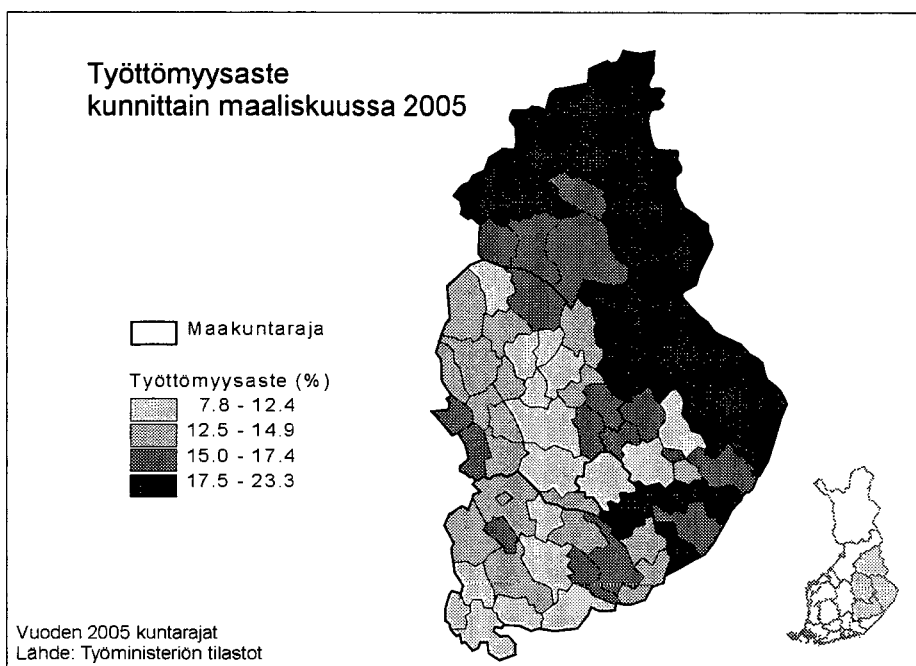 Työttömyysaste
kunnittain maaliskuussa 2005
Maakuntaraja
Työttömyysaste (%)
7.8 - 12.4
12.5 - 14.9
15.0 - 17.4
17.5 - 23.3
Vuoden 2005 kuntarajat
Lähde: Työministeriön tilastot